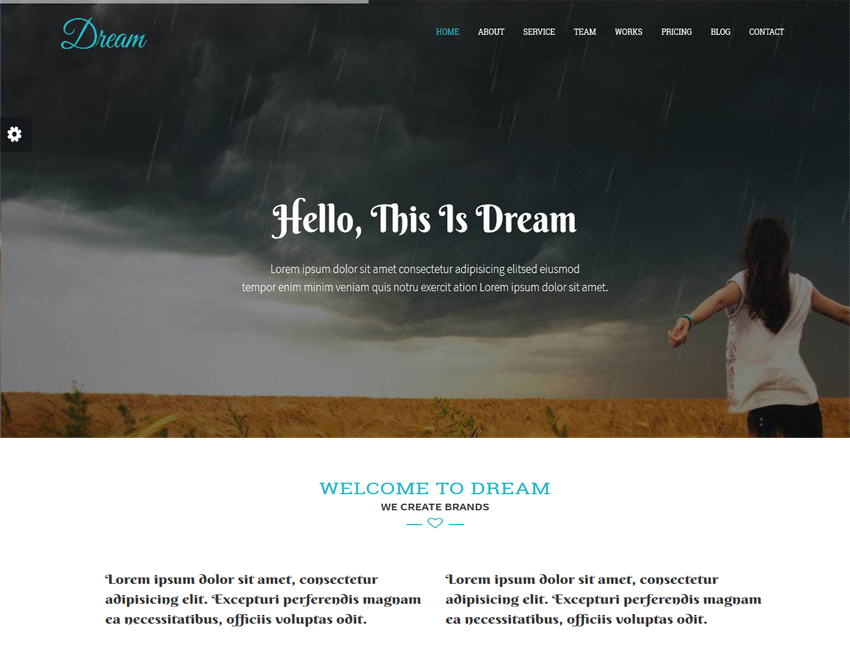 Dream
HOME ABOUT SERVICE TEAM WORKS PRICING BLOG CONTACT
Hello, This Is Dream
Lorem ipsum dolor sit amet consectetur adipisicing elitsed eiusmod
tempor enim minim veniam quis notru exercit ation Lorem ipsum dolor sit amet.
WELCOME TO DREAM
WE CREATE BRANDS
Lorem ipsum dolor sit amet, consectetur
adipisicing elit. Excepturi perferendis magnam
ea necessitatibus, officiis voluptas odit.
Lorem ipsum dolor sit amet, consectetur
adipisicing elit. Excepturi perferendis magnam
ea necessitatibus, officiis voluptas odit.